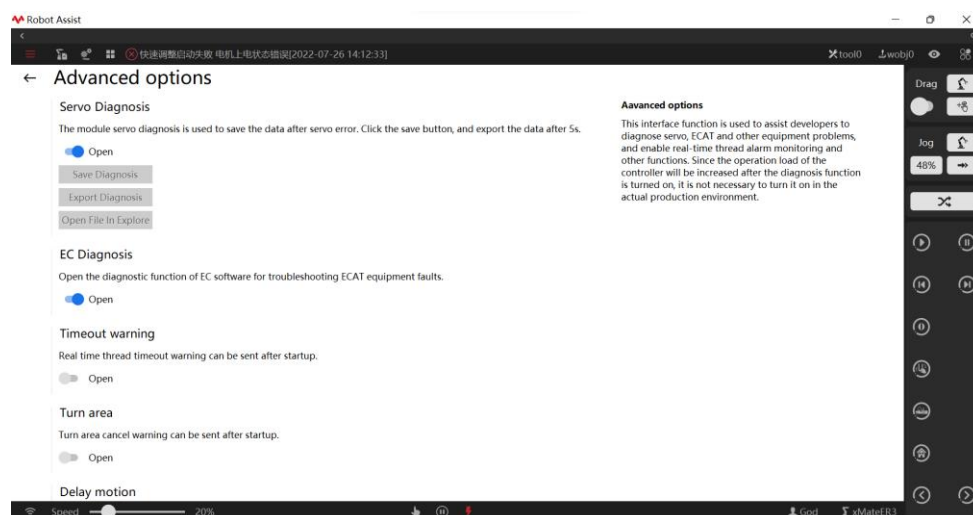 Robot Assist
快速调整启动失败 电机上电状态错误[2022-07-26 14:12:33]
tool0
wobj0
Advanced options
Servo Diagnosis
The module servo diagnosis is used to save the data after servo error. Click the save button, and export the data after 5s.
Open
Save Diagnosis
Export Diagnosis
Open File In Explore
EC Diagnosis
Open the diagnostic function of EC software for troubleshooting ECAT equipment faults.
Open
Timeout warning
Real time thread timeout warning can be sent after startup.
Open
Turn area
Turn area cancel warning can be sent after startup.
Open
Delay motion
Aavanced options
This interface function is used to assist developers to
diagnose servo, ECAT and other equipment problems,
and enable real-time thread alarm monitoring and
other functions. Since the operation load of the
controller will be increased after the diagnosis function
is turned on, it is not necessary to turn it on in the
actual production environment.
Drag
Jog
48%
Speed
20%
God
xMateER3